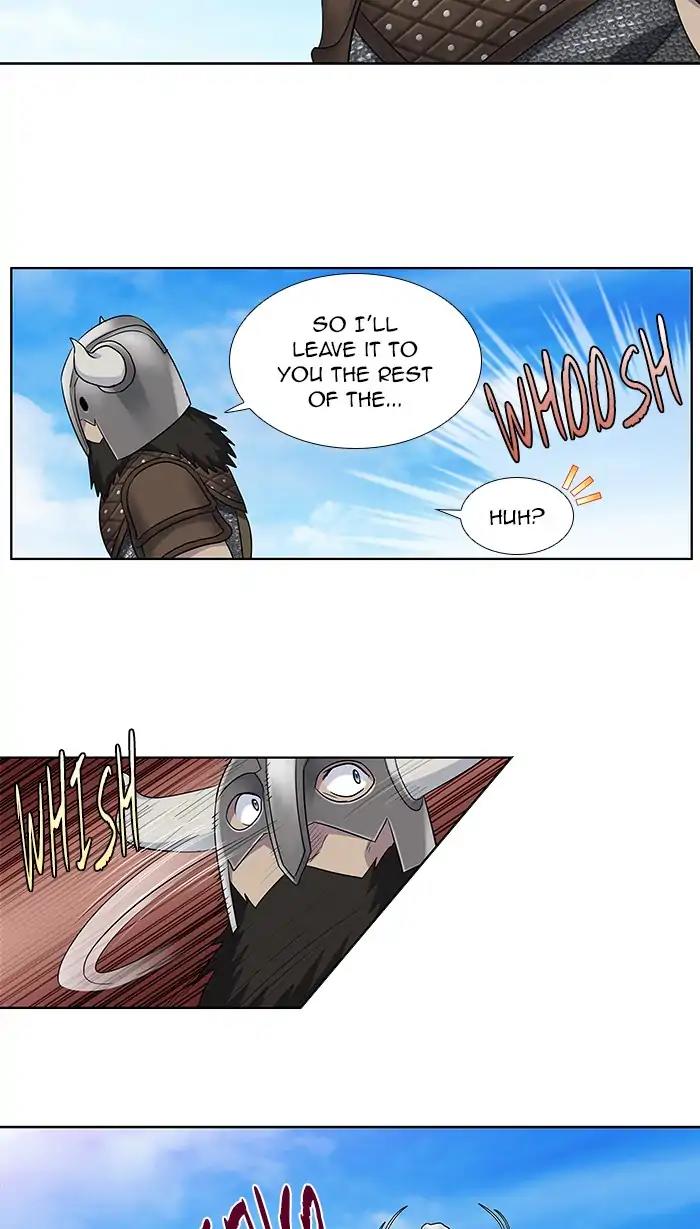 SO I'LL
LEAVE IT TO
YOU THE REST
OF THE...
WHOOSH
HUH?
WHISH